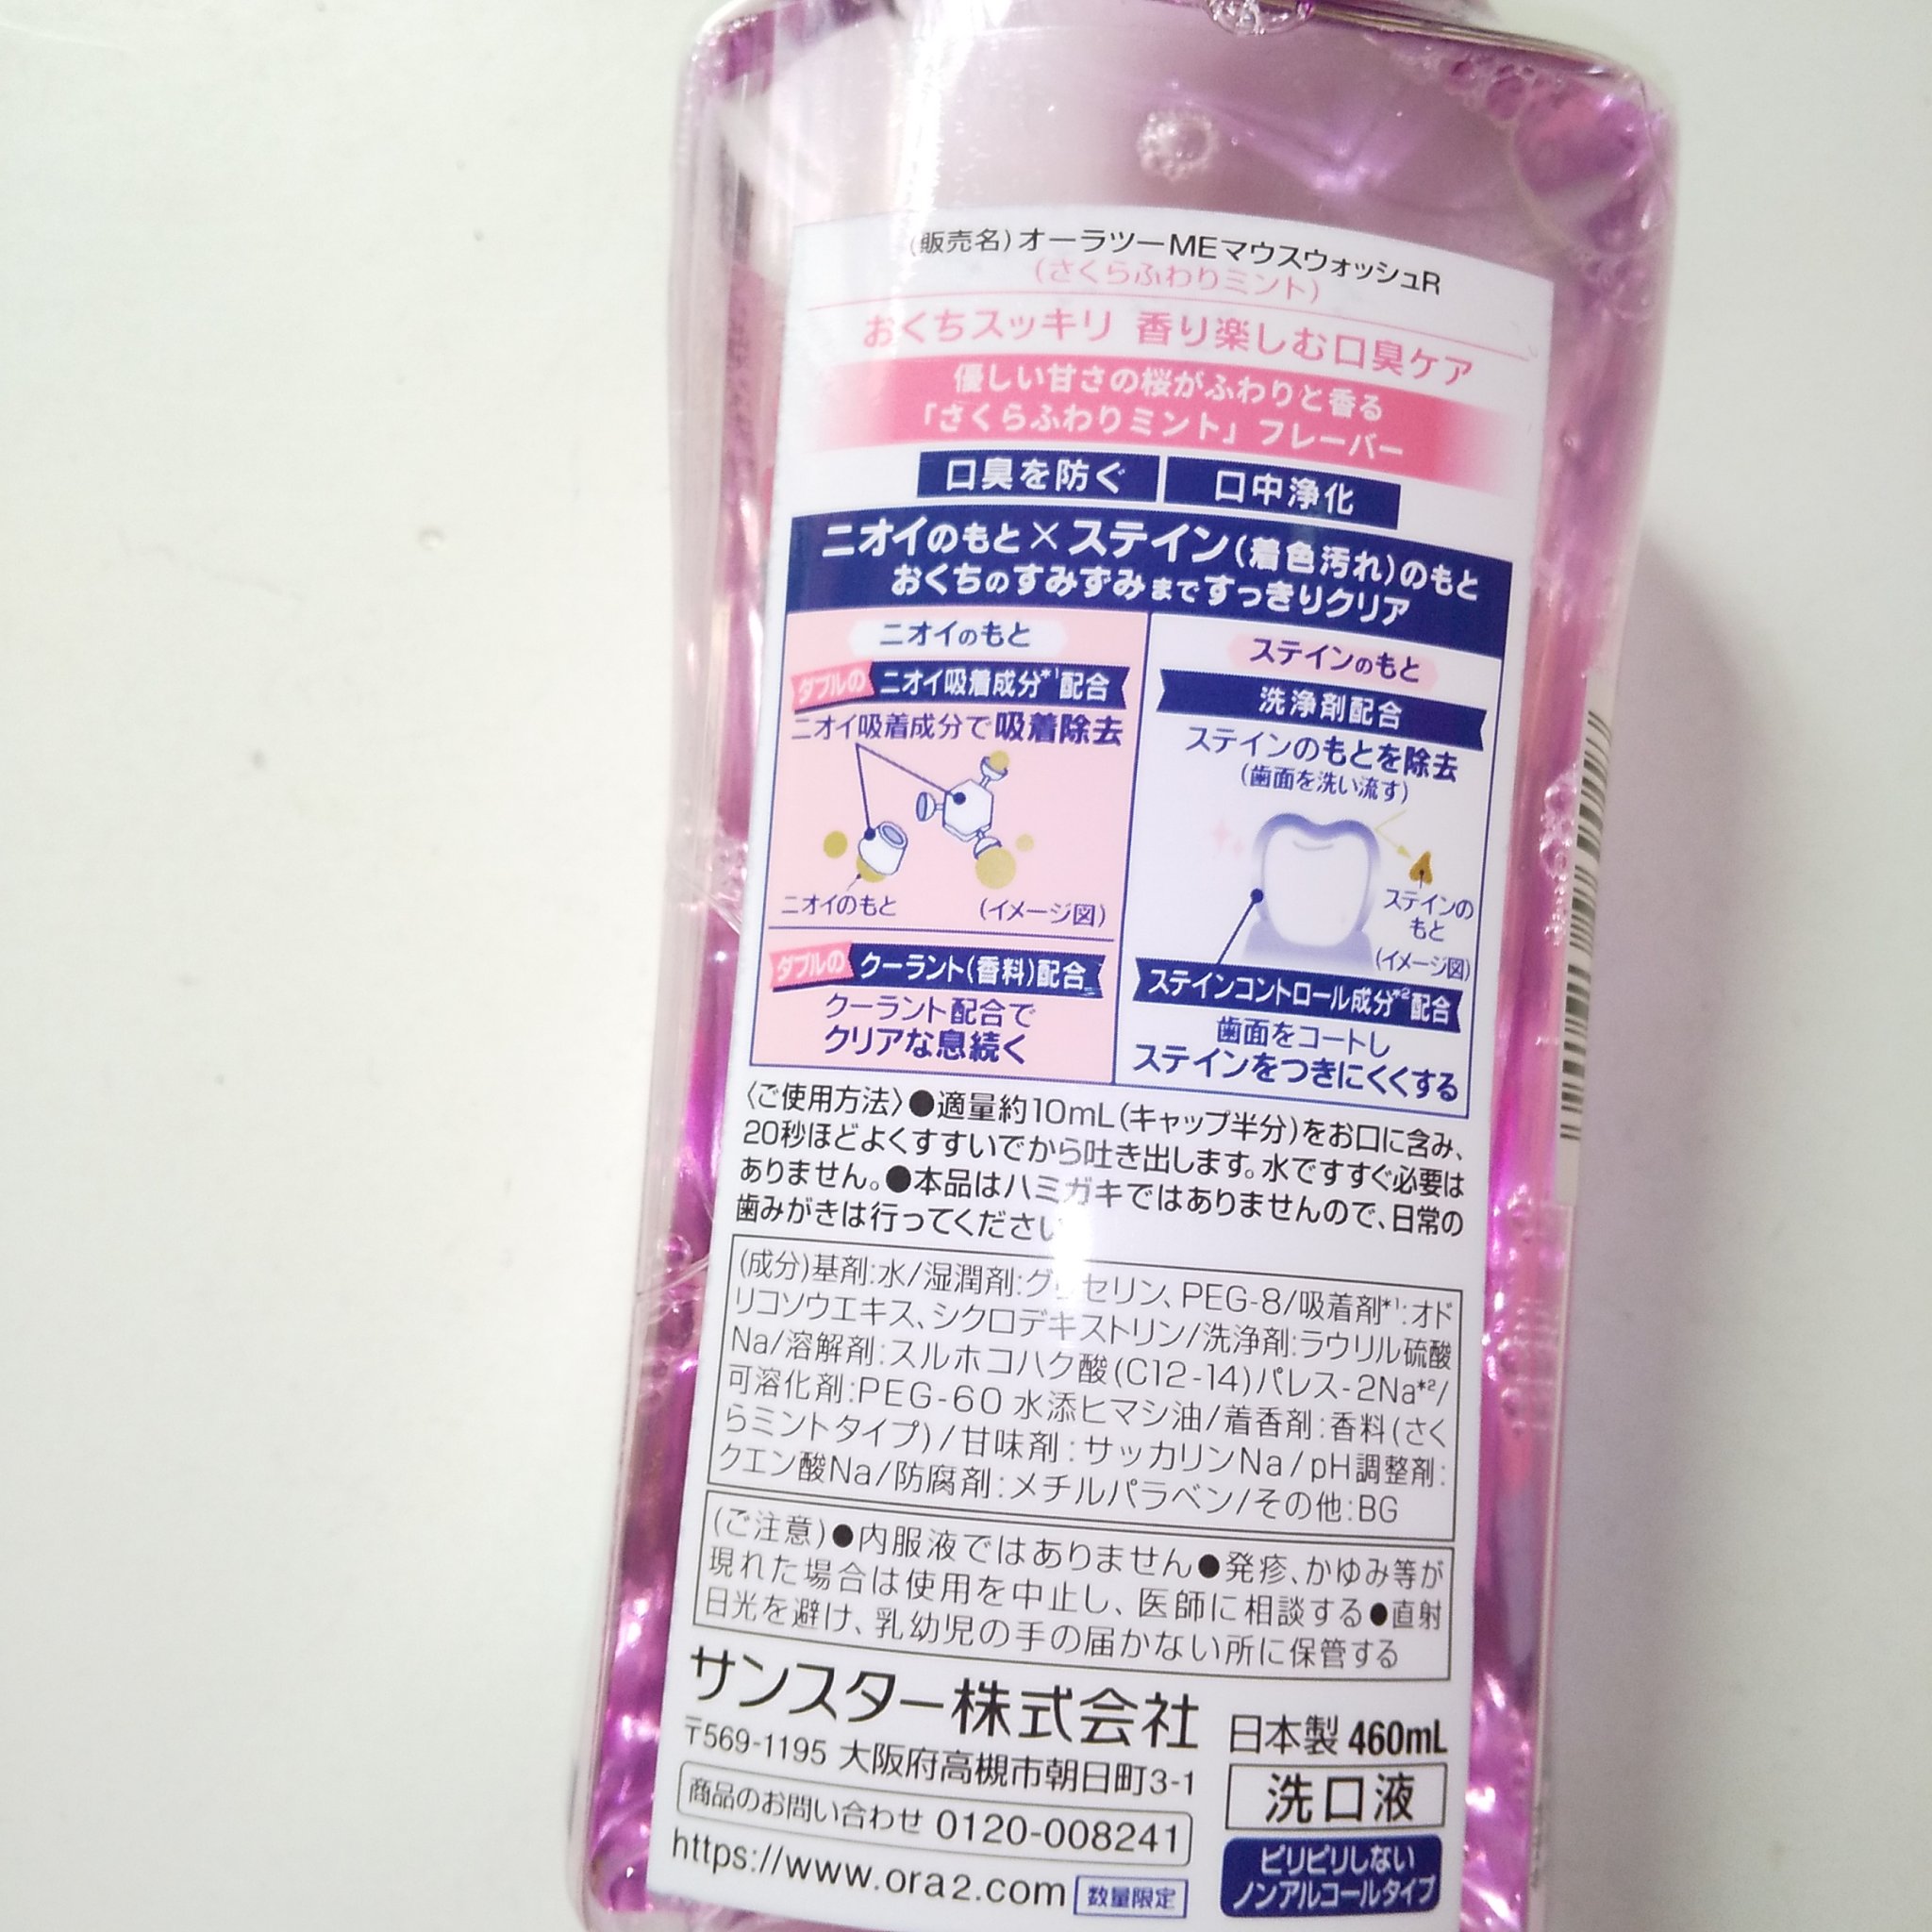 (販売名)オーラツーMEマウスウォッシュR
(さくらふわりミント)
おくちスッキリ 香り楽しむ口臭ケア
優しい甘さの桜がふわりと香る
「さくらふわりミント」フレーバー
口臭を防ぐ 口中浄化
ニオイのもと×ステイン(着色汚れ)のもと
おくちのすみずみまですっきりクリア
ニオイのもと
ダブルの ニオイ吸着成分*1配合
ニオイ吸着成分で吸着除去
ニオイのもと (イメージ図)
ダブルの クーラント(香料)配合
クーラント配合で
クリアな息続く
ステインのもと
洗浄剤配合
ステインのもとを除去
(歯面を洗い流す)
ステインの
もと
(イメージ図)
ステインコントロール成分*2配合
歯面をコートし
ステインをつきにくくする
〈ご使用方法〉●適量約10mL(キャップ半分)をお口に含み、
20秒ほどよくすすいでから吐き出します。水ですすぐ必要は
ありません。●本品はハミガキではありませんので、日常の
歯みがきは行ってください
(成分)基剤:水/湿潤剤:グリセリン、PEG-8/吸着剤*1:オド
リコソウエキス、シクロデキストリン/洗浄剤:ラウリル硫酸
Na/溶解剤:スルホコハク酸(C12-14)パレス-2Na*2/
可溶化剤:PEG-60 水添ヒマシ油/着香剤:香料(さく
らミントタイプ)/甘味剤:サッカリンNa/pH調整剤:
クエン酸Na/防腐剤:メチルパラベン/その他:BG
(ご注意)●内服液ではありません●発疹、かゆみ等が
現れた場合は使用を中止し、医師に相談する●直射
日光を避け、乳幼児の手の届かない所に保管する
サンスター株式会社
〒569-1195 大阪府高槻市朝日町3-1
商品のお問い合わせ 0120-008241
https://www.ora2.com 数量限定
日本製 460mL
洗口液
ピリピリしない
ノンアルコールタイプ